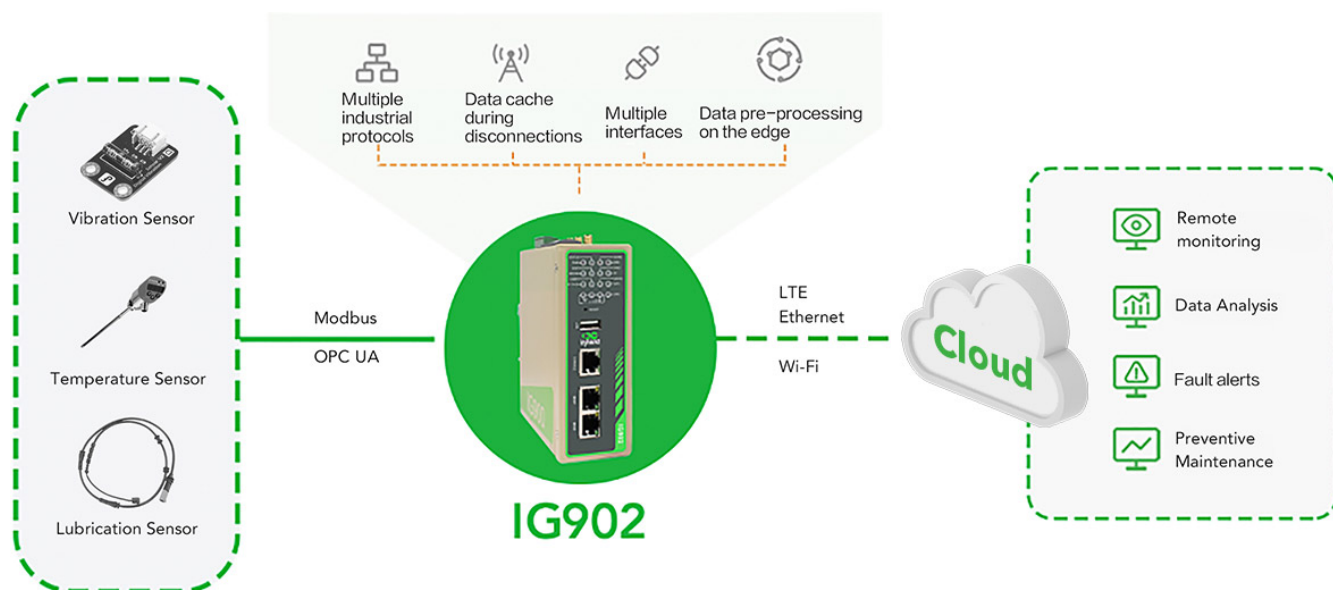 Multiple
industrial
protocols
Data cache
during
disconnections
Multiple
interfaces
Data pre-processing
on the edge
Vibration Sensor
Temperature Sensor
Lubrication Sensor
Modbus
OPC UA
IG900
IG902
IG902
LTE
Ethernet
Wi-Fi
Cloud
Remote
monitoring
Data Analysis
Fault alerts
Preventive
Maintenance